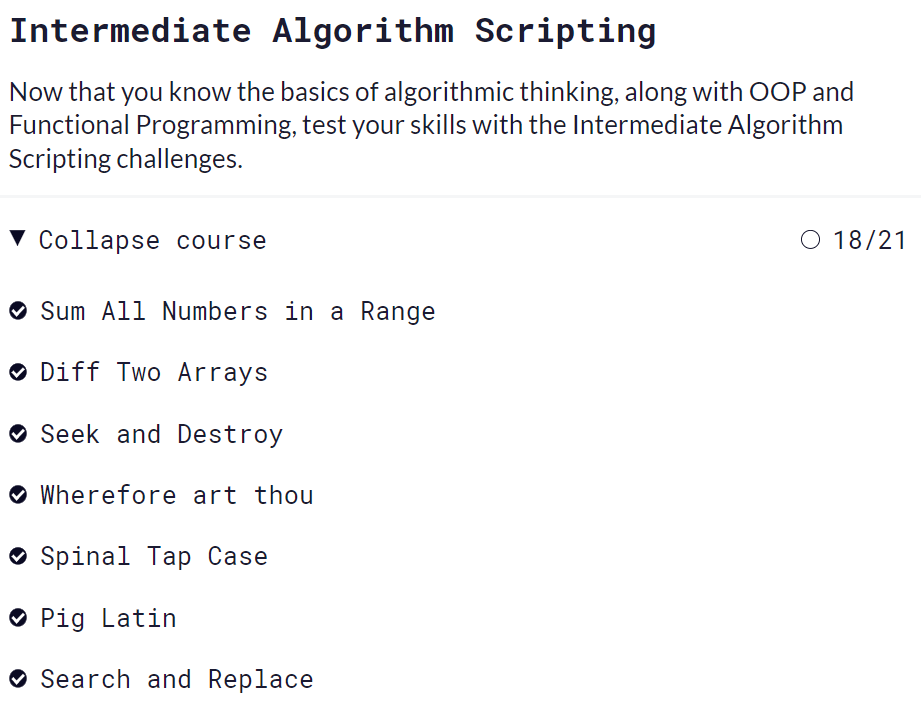 Intermediate Algorithm Scripting
Now that you know the basics of algorithmic thinking, along with OOP and
Functional Programming, test your skills with the Intermediate Algorithm
Scripting challenges.
Collapse course 18/21
Sum All Numbers in a Range
Diff Two Arrays
Seek and Destroy
Wherefore art thou
Spinal Tap Case
Pig Latin
Search and Replace